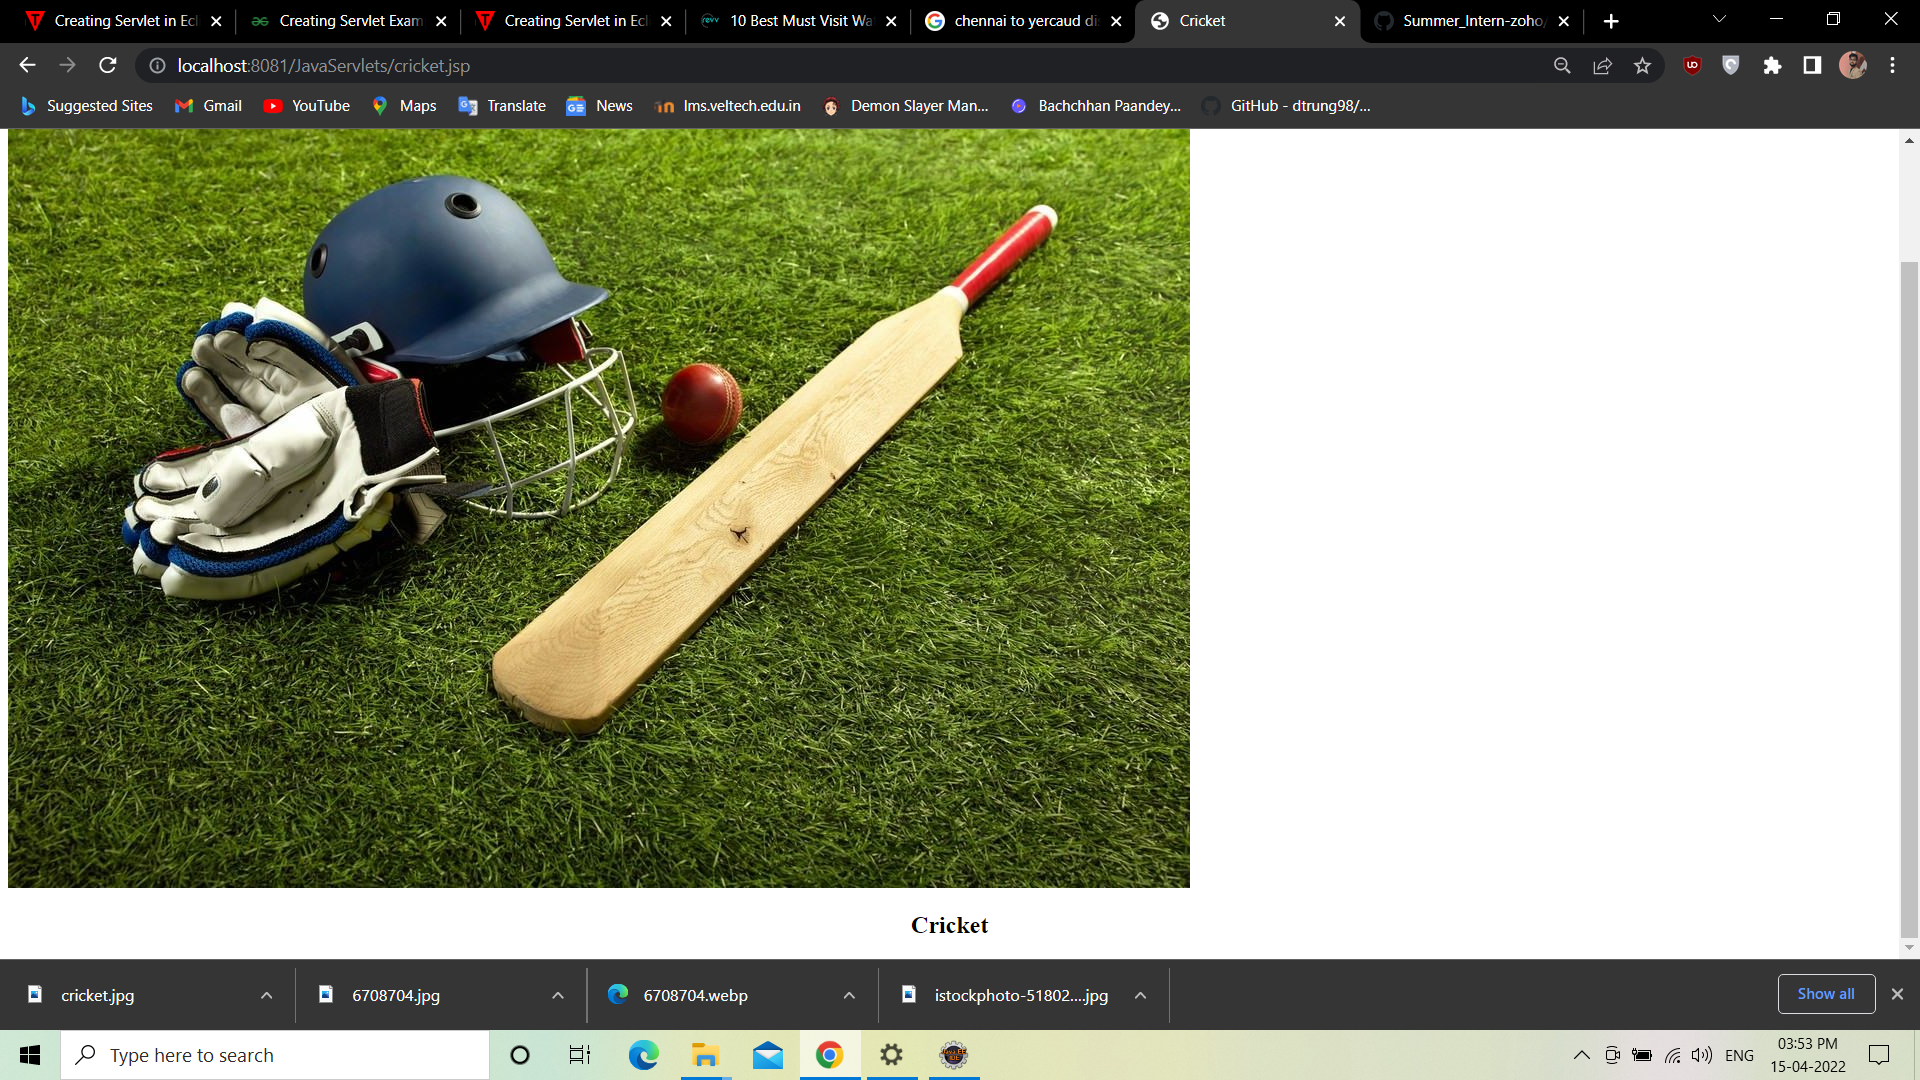 Creating Servlet in Ecl
Creating Servlet Exam
Creating Servlet in Ecl
10 Best Must Visit Wa
chennai to yercaud di
Cricket
Summer_Intern-zoho/
localhost:8081/JavaServlets/cricket.jsp
Suggested Sites
Gmail
YouTube
Maps
Translate
News
lms.veltech.edu.in
Demon Slayer Man...
Bachchhan Paandey...
GitHub - dtrung98/...
Cricket
cricket.jpg
6708704.jpg
6708704.webp
istockphoto-51802....jpg
Show all
Type here to search
ENG
03:53 PM
15-04-2022